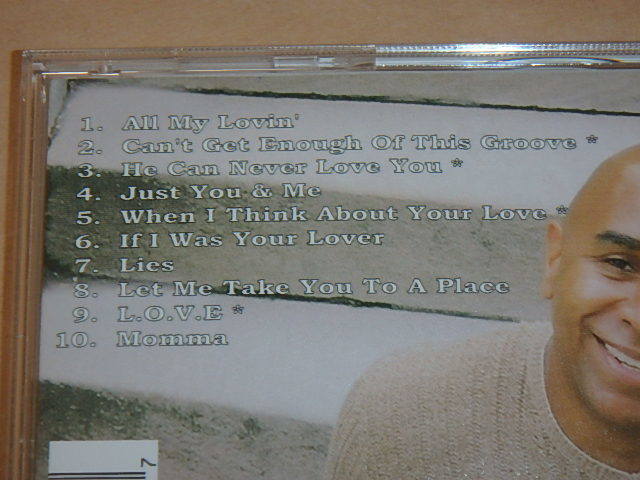 1. All My Lovin'
2. Can't Get Enough Of This Groove *
3. He Can Never Love You *
4. Just You & Me
5. When I Think About Your Love *
6. If I Was Your Lover
7. Lies
8. Let Me Take You To A Place
9. L.O.V.E *
10. Momma
7